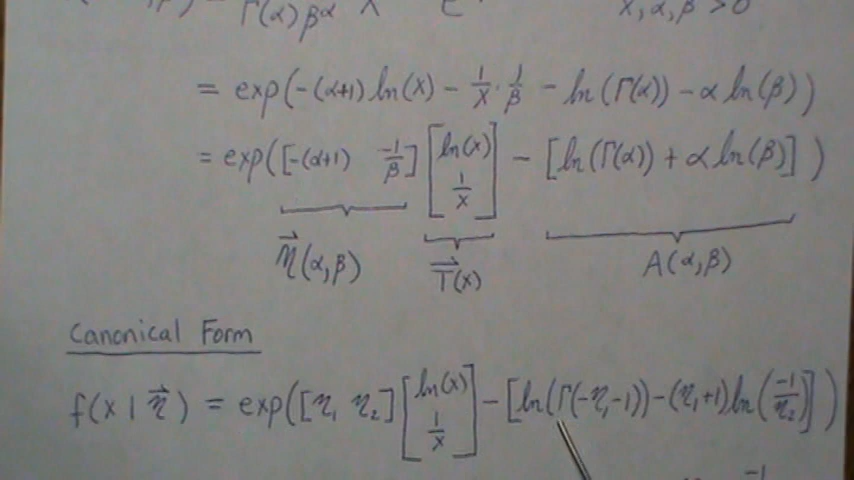 Γ(α)β^α x
x, α, β > 0
= exp(-(α+1) ln(x) - 1/x · 1/β - ln(Γ(α)) - α ln(β))
= exp([-(α+1) -1/β] [ln(x) 1/x] - [ln(Γ(α)) + α ln(β)])
η⃗(α,β) T⃗(x) A(α,β)
Canonical Form
f(x | η⃗) = exp([η₁ η₂] [ln(x) 1/x] - [ln(Γ(-η₁-1)) - (η₁+1) ln(-1/η₂)])
-1